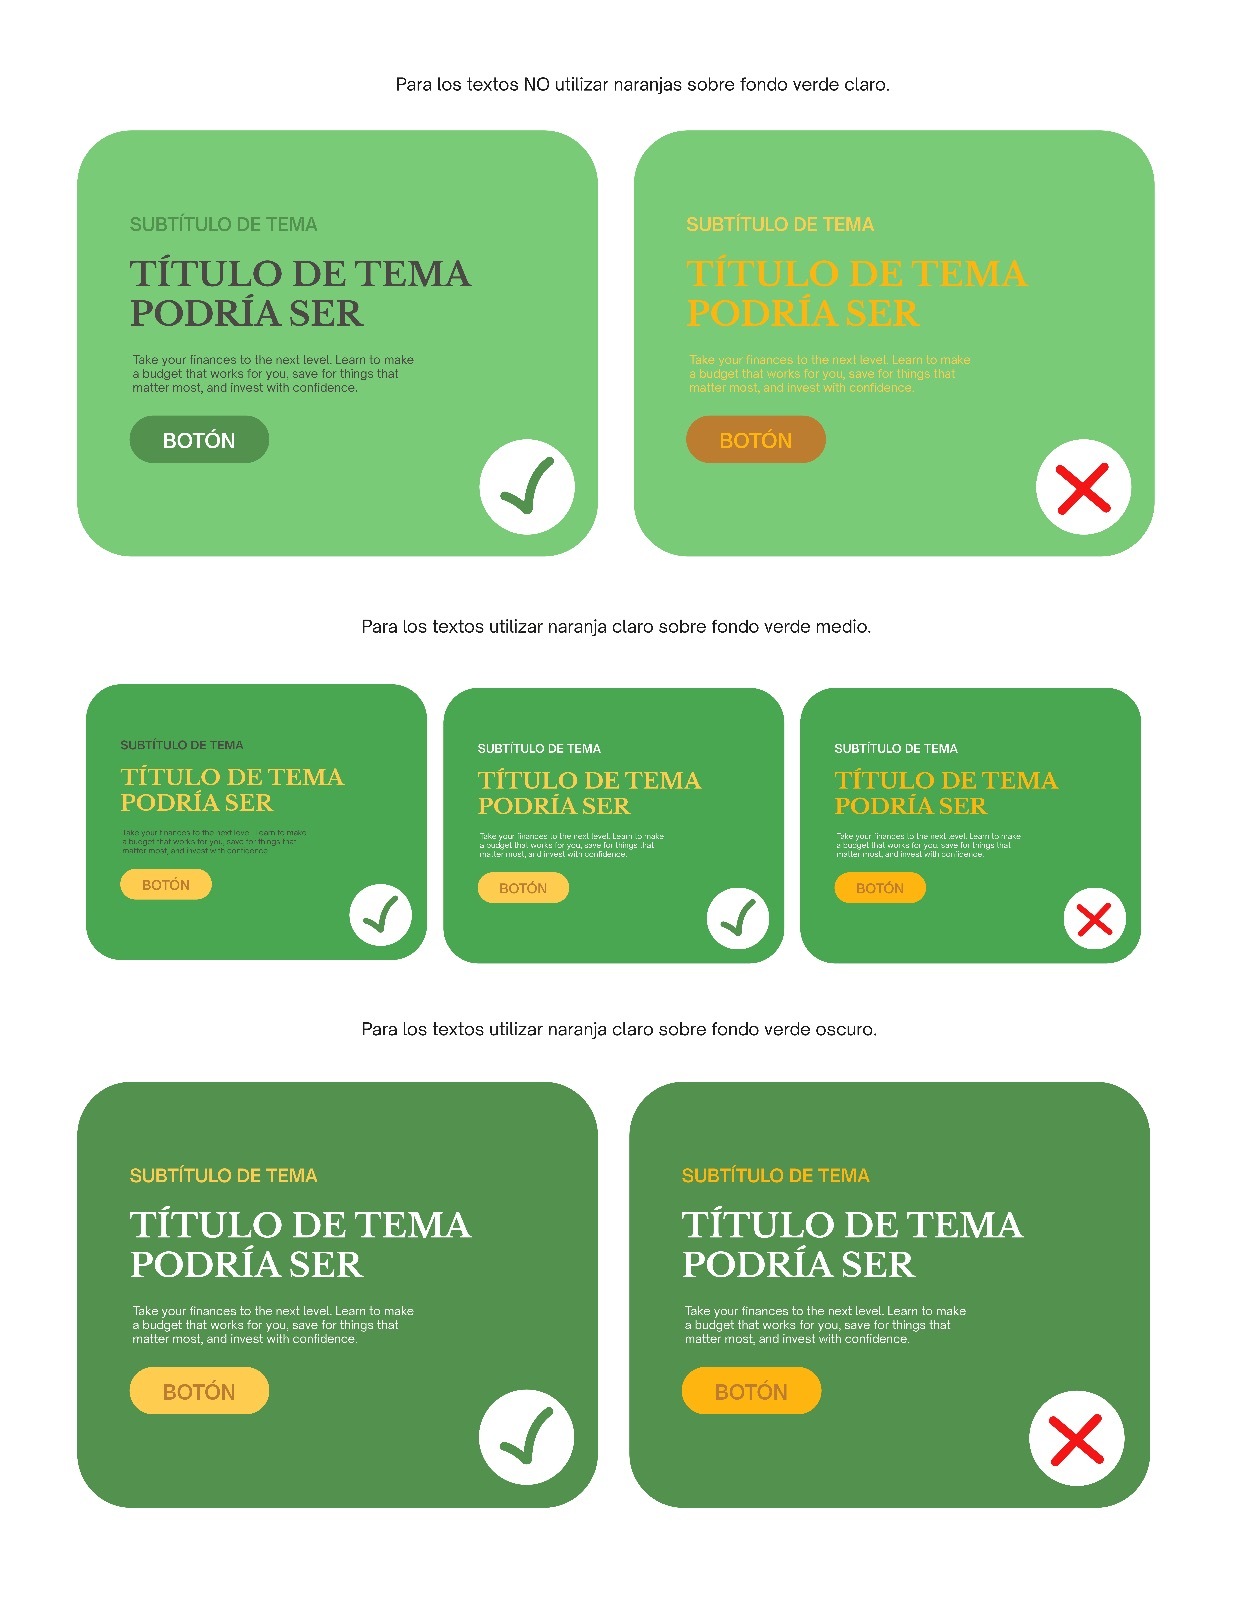 Para los textos NO utilizar naranjas sobre fondo verde claro.
SUBTÍTULO DE TEMA
TÍTULO DE TEMA
PODRÍA SER
Take your finances to the next level. Learn to make
a budget that works for you, save for things that
matter most, and invest with confidence.
BOTÓN
SUBTÍTULO DE TEMA
TÍTULO DE TEMA
PODRÍA SER
Take your finances to the next level. Learn to make
a budget that works for you, save for things that
matter most, and invest with confidence.
BOTÓN
Para los textos utilizar naranja claro sobre fondo verde medio.
SUBTÍTULO DE TEMA
TÍTULO DE TEMA
PODRÍA SER
Take your finances to the next level. Learn to make
a budget that works for you, save for things that
matter most, and invest with confidence.
BOTÓN
SUBTÍTULO DE TEMA
TÍTULO DE TEMA
PODRÍA SER
Take your finances to the next level. Learn to make
a budget that works for you, save for things that
matter most, and invest with confidence.
BOTÓN
SUBTÍTULO DE TEMA
TÍTULO DE TEMA
PODRÍA SER
Take your finances to the next level. Learn to make
a budget that works for you, save for things that
matter most, and invest with confidence.
BOTÓN
Para los textos utilizar naranja claro sobre fondo verde oscuro.
SUBTÍTULO DE TEMA
TÍTULO DE TEMA
PODRÍA SER
Take your finances to the next level. Learn to make
a budget that works for you, save for things that
matter most, and invest with confidence.
BOTÓN
SUBTÍTULO DE TEMA
TÍTULO DE TEMA
PODRÍA SER
Take your finances to the next level. Learn to make
a budget that works for you, save for things that
matter most, and invest with confidence.
BOTÓN